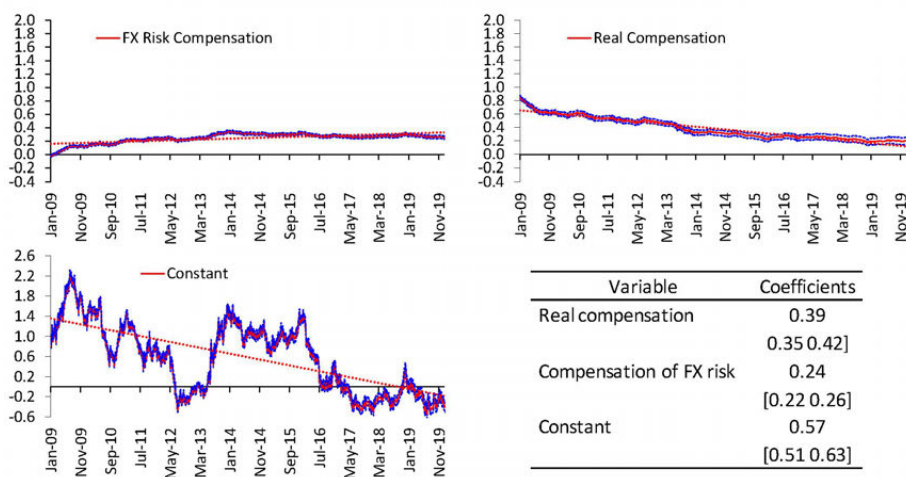 FX Risk Compensation
2.0
1.8
1.6
1.4
1.2
1.0
0.8
0.6
0.4
0.2
0.0
-0.2
-0.4
Jan-09
Nov-09
Sep-10
Jul-11
May-12
Mar-13
Jan-14
Nov-14
Sep-15
Jul-16
May-17
Mar-18
Jan-19
Nov-19
Real Compensation
2.0
1.8
1.6
1.4
1.2
1.0
0.8
0.6
0.4
0.2
0.0
-0.2
-0.4
Jan-09
Nov-09
Sep-10
Jul-11
May-12
Mar-13
Jan-14
Nov-14
Sep-15
Jul-16
May-17
Mar-18
Jan-19
Nov-19
Constant
2.6
2.2
1.8
1.4
1.0
0.6
0.2
-0.2
-0.6
Jan-09
Nov-09
Sep-10
Jul-11
May-12
Mar-13
Jan-14
Nov-14
Sep-15
Jul-16
May-17
Mar-18
Jan-19
Nov-19
Variable Coefficients
Real compensation 0.39
0.35 0.42]
Compensation of FX risk 0.24
[0.22 0.26]
Constant 0.57
[0.51 0.63]